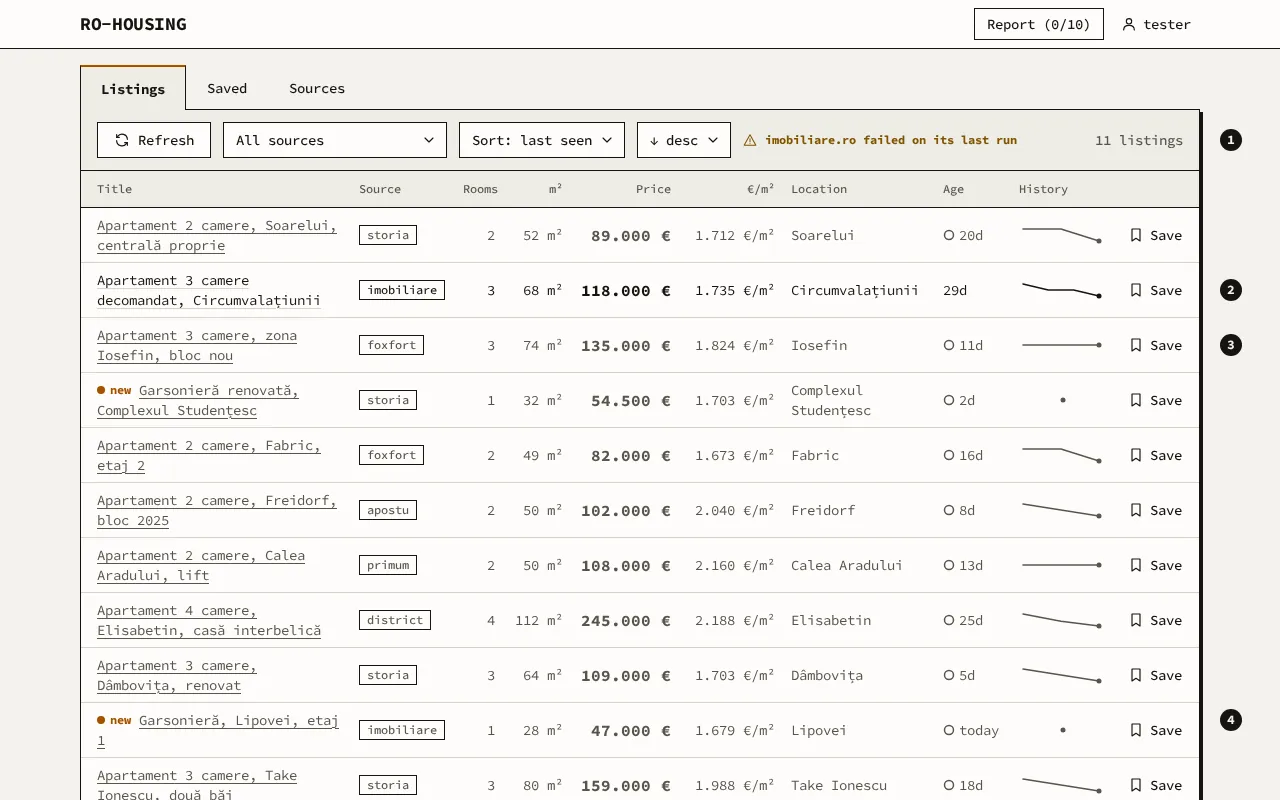 RO-HOUSING
Report (0/10)
tester
Listings
Saved
Sources
Refresh
All sources
Sort: last seen
↓ desc
imobiliare.ro failed on its last run
11 listings
1
Title Source Rooms m² Price €/m² Location Age History
Apartament 2 camere, Soarelui,
centrală proprie
storia 2 52 m² 89.000 € 1.712 €/m² Soarelui 20d Save
Apartament 3 camere
decomandat, Circumvalațiunii
imobiliare 3 68 m² 118.000 € 1.735 €/m² Circumvalațiunii 29d Save
2
Apartament 3 camere, zona
Iosefin, bloc nou
foxfort 3 74 m² 135.000 € 1.824 €/m² Iosefin 11d Save
3
new Garsonieră renovată,
Complexul Studențesc
storia 1 32 m² 54.500 € 1.703 €/m² Complexul
Studențesc
2d Save
Apartament 2 camere, Fabric,
etaj 2
foxfort 2 49 m² 82.000 € 1.673 €/m² Fabric 16d Save
Apartament 2 camere, Freidorf,
bloc 2025
apostu 2 50 m² 102.000 € 2.040 €/m² Freidorf 8d Save
Apartament 2 camere, Calea
Aradului, lift
primum 2 50 m² 108.000 € 2.160 €/m² Calea Aradului 13d Save
Apartament 4 camere,
Elisabetin, casă interbelică
district 4 112 m² 245.000 € 2.188 €/m² Elisabetin 25d Save
Apartament 3 camere,
Dâmbovița, renovat
storia 3 64 m² 109.000 € 1.703 €/m² Dâmbovița 5d Save
new Garsonieră, Lipovei, etaj
1
imobiliare 1 28 m² 47.000 € 1.679 €/m² Lipovei today Save
4
Apartament 3 camere, Take
Ionescu, două băi
storia 3 80 m² 159.000 € 1.988 €/m² Take Ionescu 18d Save